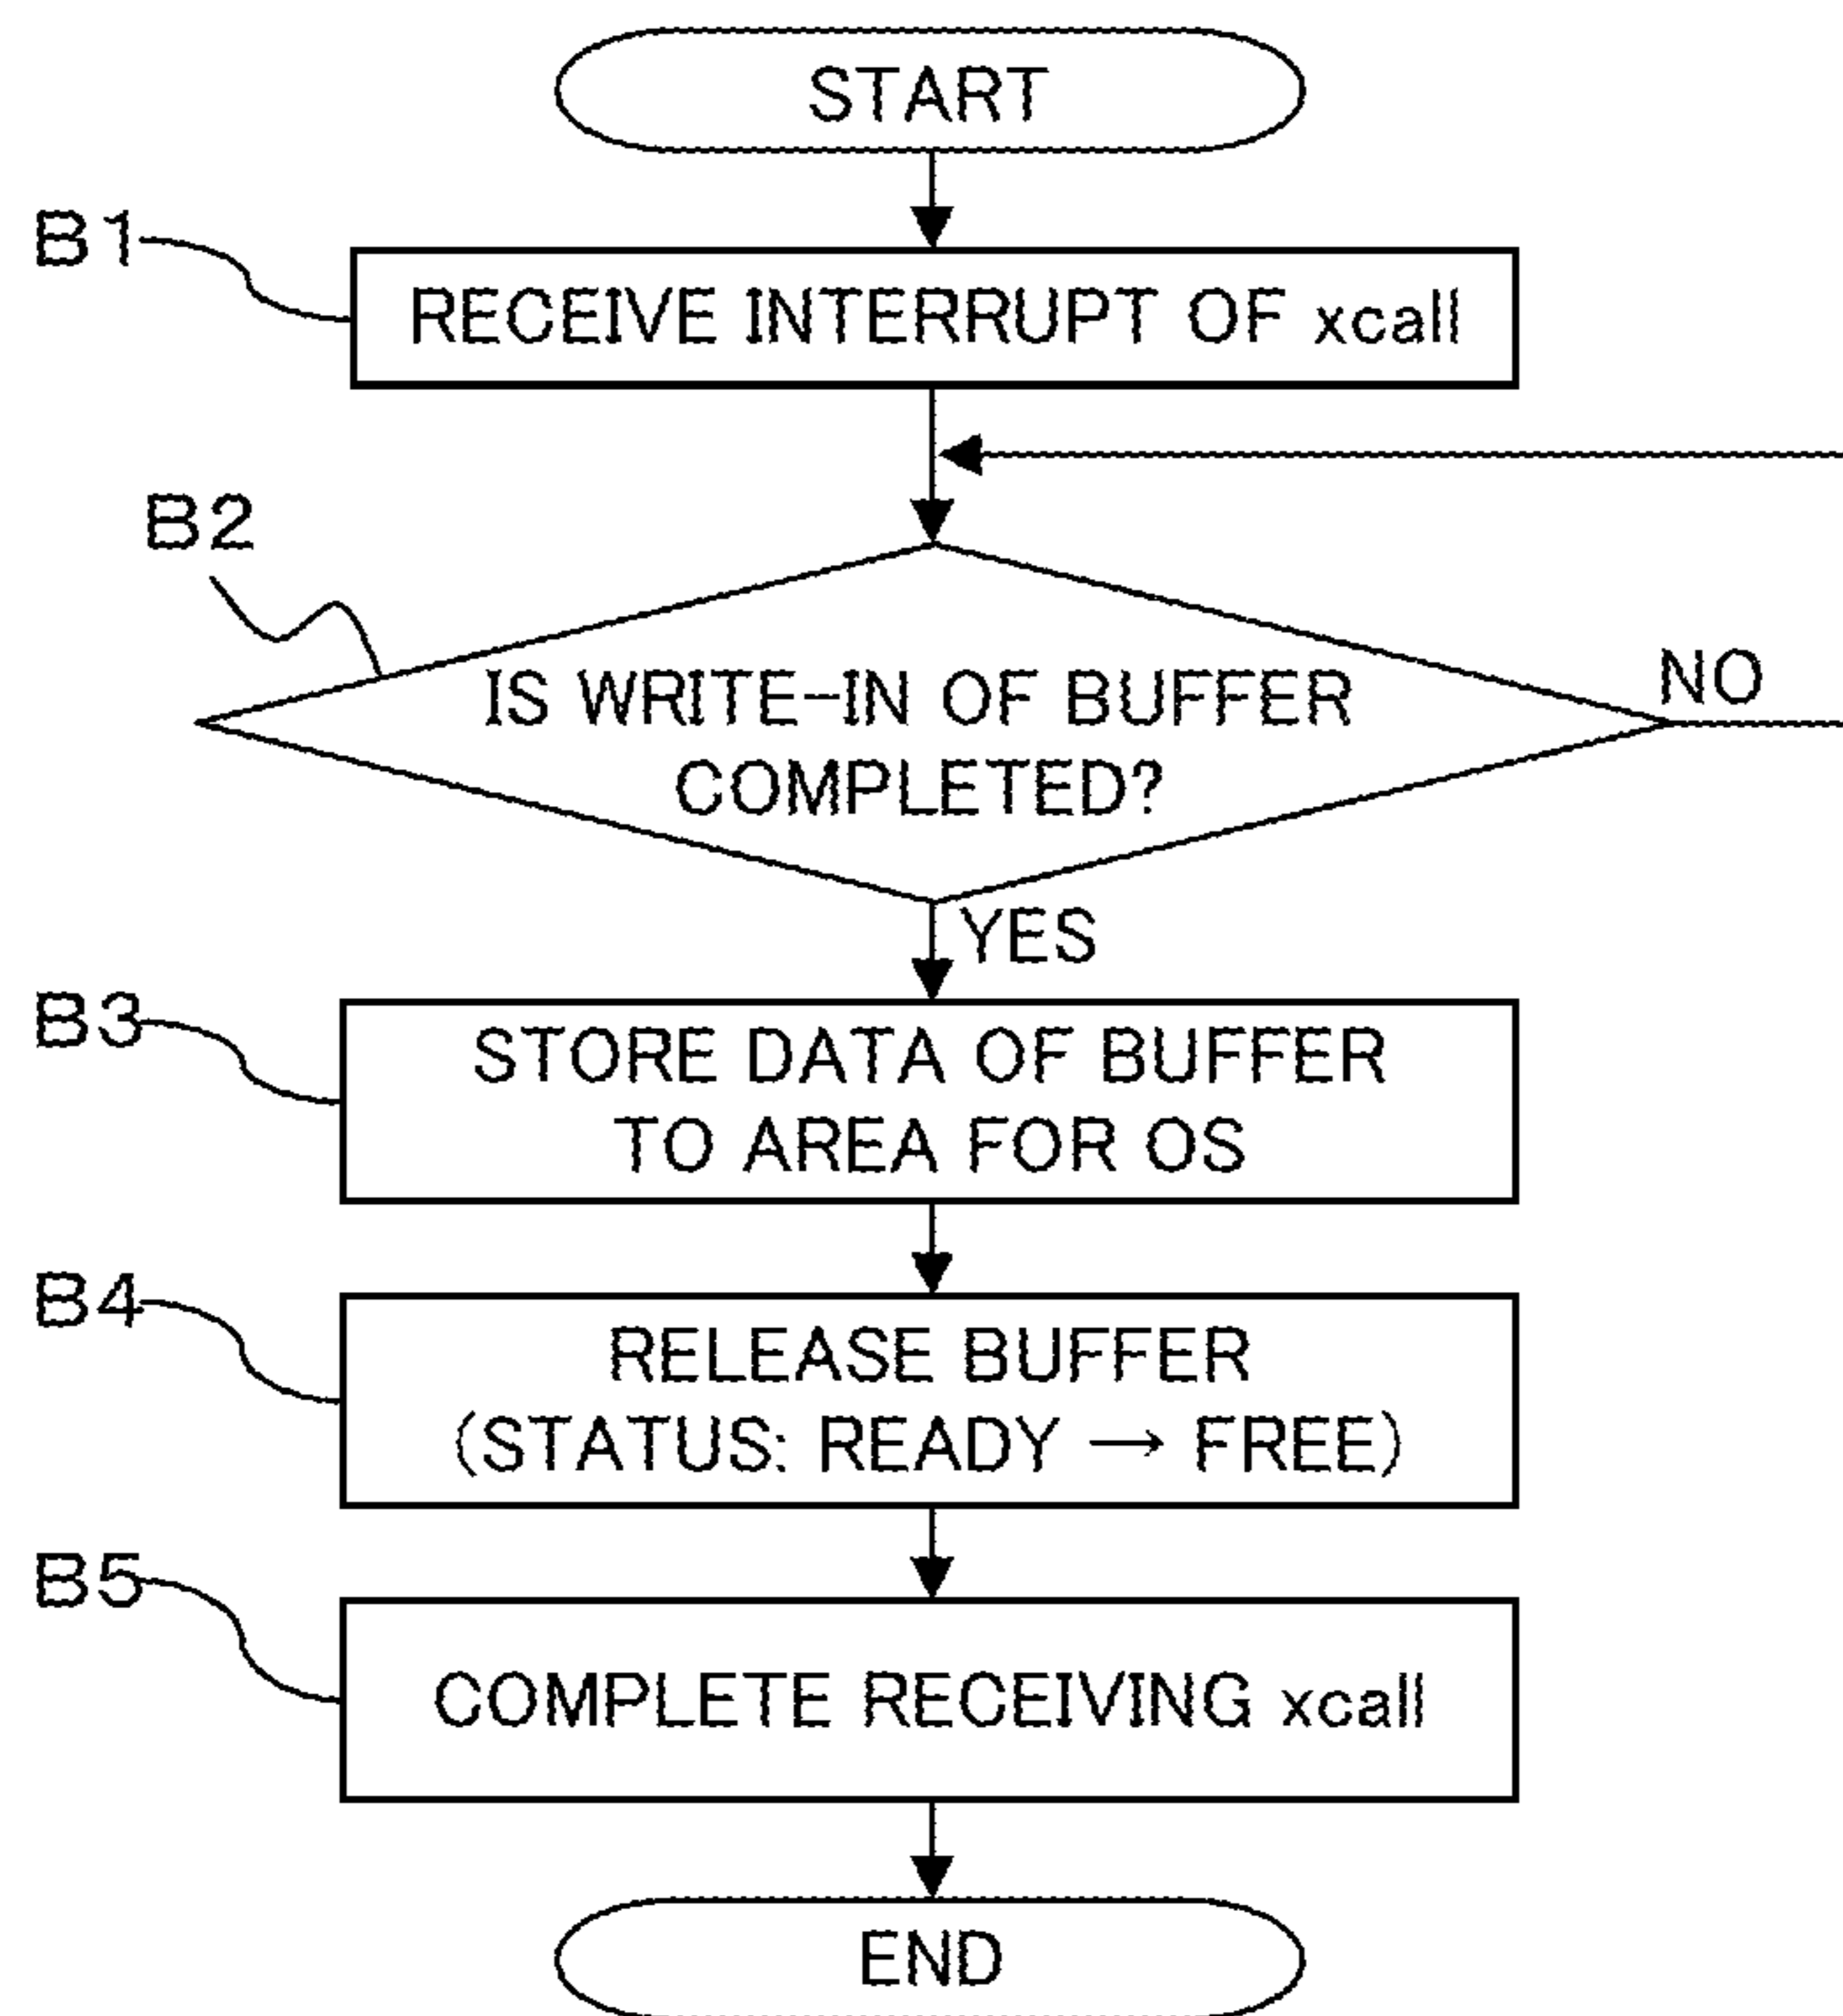 START
B1
RECEIVE INTERRUPT OF xcall
B2
IS WRITE-IN OF BUFFER
COMPLETED?
NO
YES
B3
STORE DATA OF BUFFER
TO AREA FOR OS
B4
RELEASE BUFFER
(STATUS: READY → FREE)
B5
COMPLETE RECEIVING xcall
END